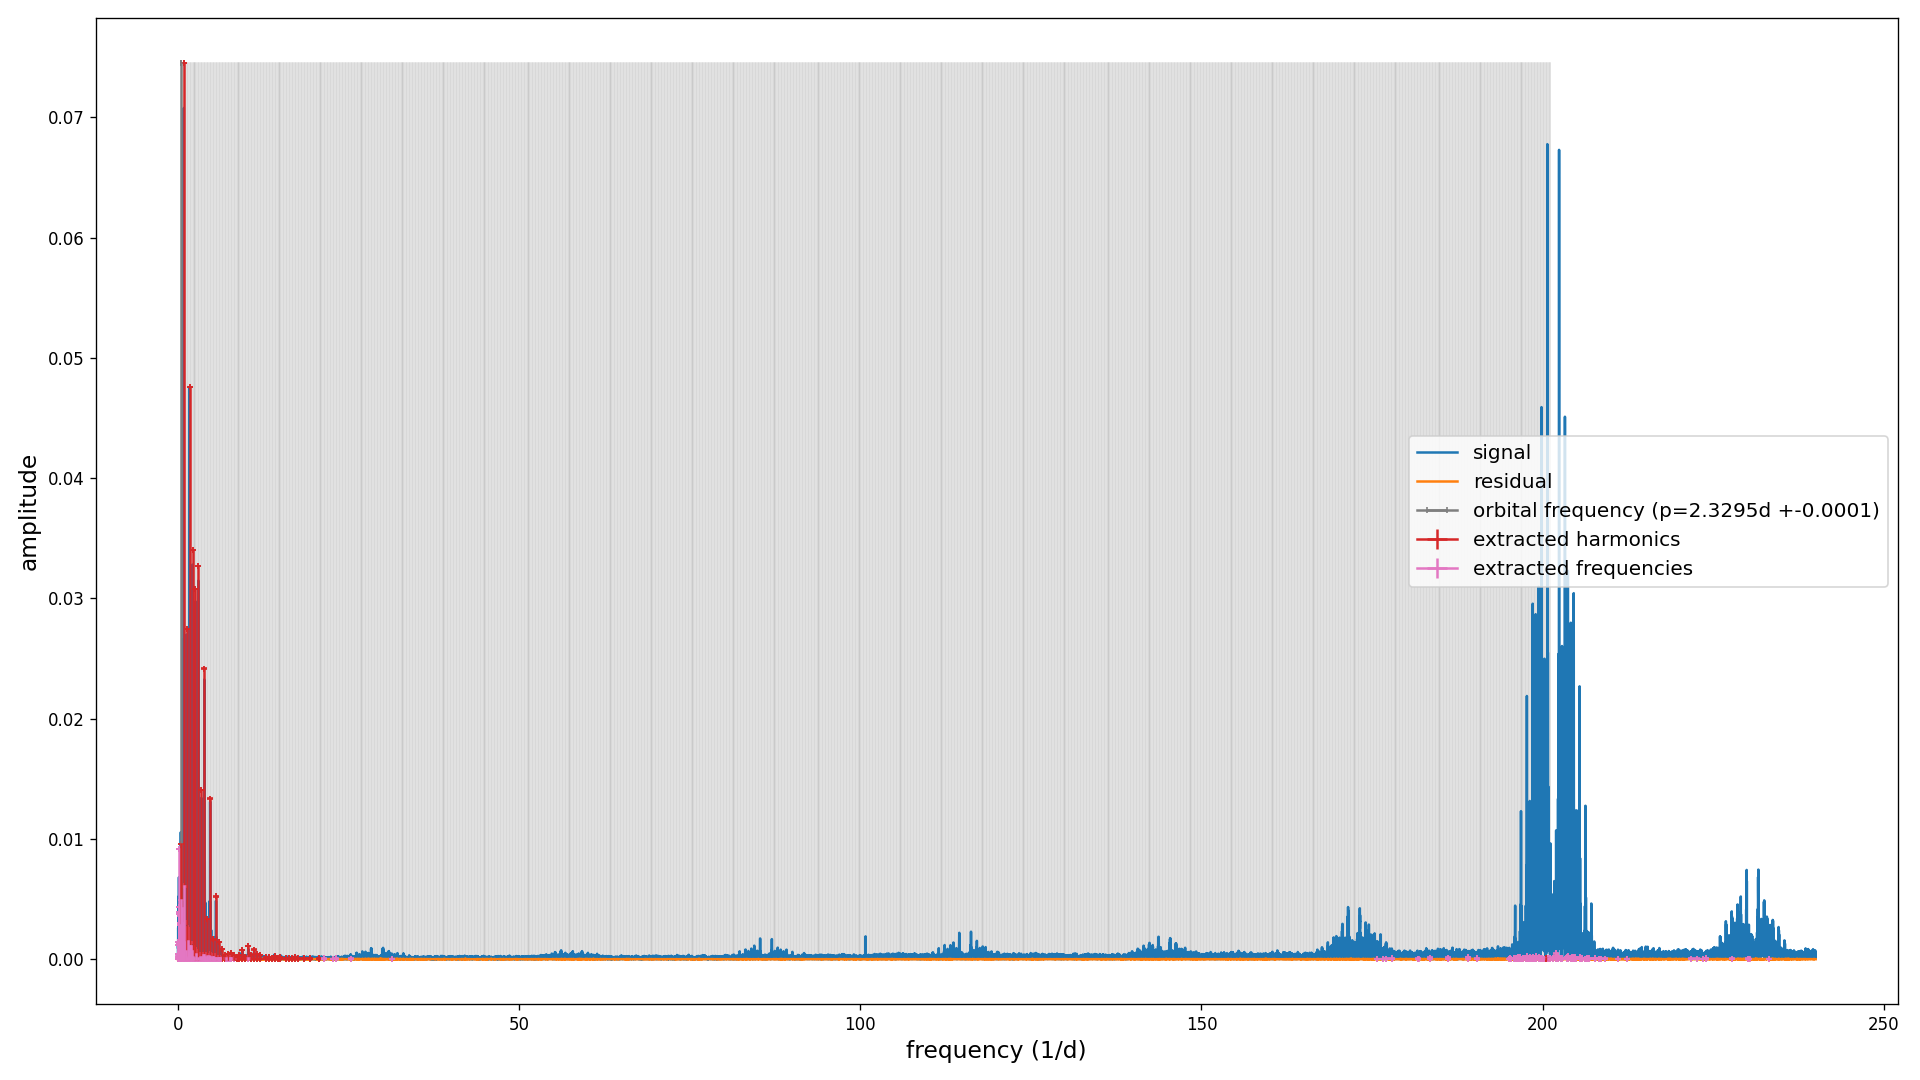 0.07
0.06
0.05
0.04
0.03
0.02
0.01
0.00
amplitude
signal
residual
orbital frequency (p=2.3295d +-0.0001)
extracted harmonics
extracted frequencies
0 50 100 150 200 250
frequency (1/d)